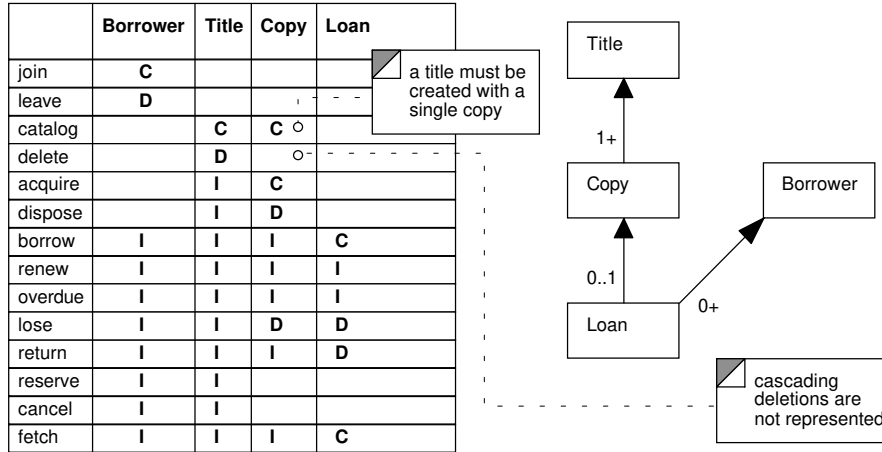 Borrower Title Copy Loan
join C
leave D
catalog C C
delete D
acquire I C
dispose I D
borrow I I I C
renew I I I I
overdue I I I I
lose I I D D
return I I I D
reserve I I
cancel I I
fetch I I I C
a title must be
created with a
single copy
Title
1+
Copy
Borrower
0..1
0+
Loan
cascading
deletions are
not represented